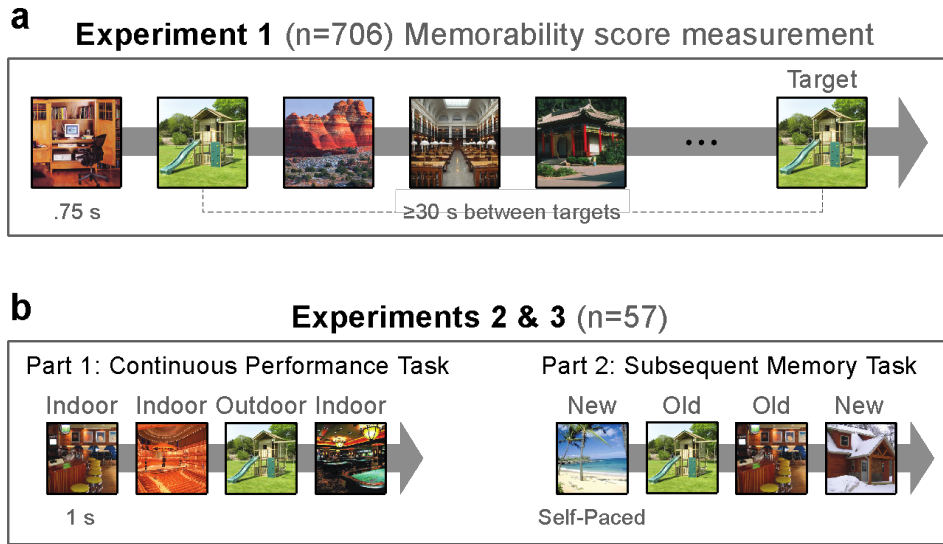 a
Experiment 1 (n=706) Memorability score measurement
Target
.75 s
≥30 s between targets
b
Experiments 2 & 3 (n=57)
Part 1: Continuous Performance Task
Indoor Indoor Outdoor Indoor
1 s
Part 2: Subsequent Memory Task
New Old Old New
Self-Paced